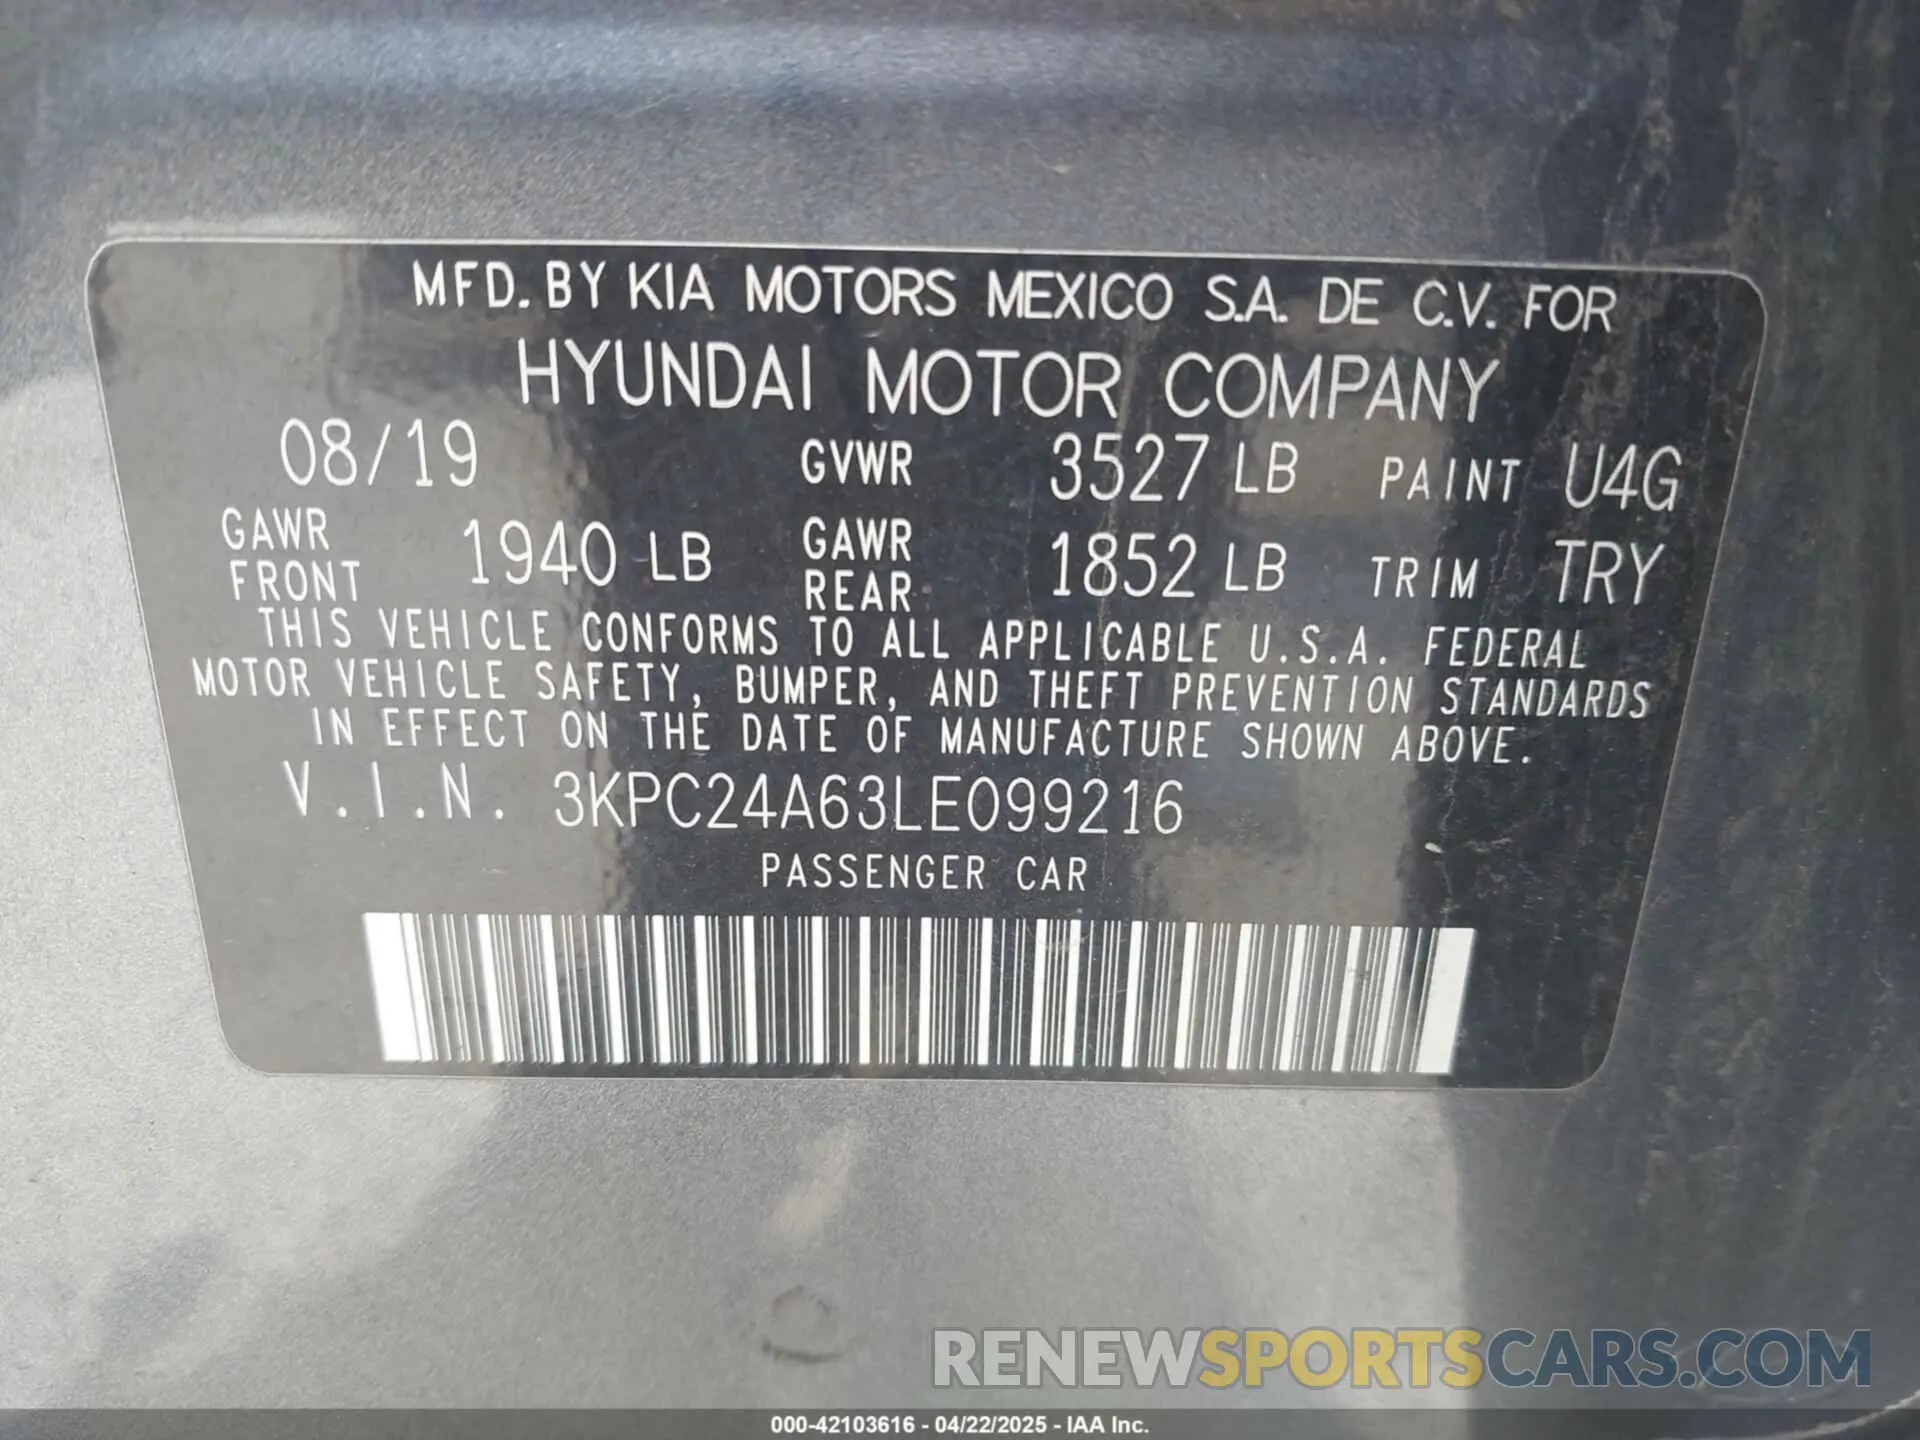 MFD. BY KIA MOTORS MEXICO S.A. DE C.V. FOR
HYUNDAI MOTOR COMPANY
08/19 GVWR 3527 LB PAINT U4G
GAWR FRONT 1940 LB GAWR REAR 1852 LB TRIM TRY
THIS VEHICLE CONFORMS TO ALL APPLICABLE U.S.A. FEDERAL
MOTOR VEHICLE SAFETY, BUMPER, AND THEFT PREVENTION STANDARDS
IN EFFECT ON THE DATE OF MANUFACTURE SHOWN ABOVE.
V.I.N. 3KPC24A63LE099216
PASSENGER CAR
RENEWSPORTSCARS.COM
000-42103616 - 04/22/2025 - IAA Inc.